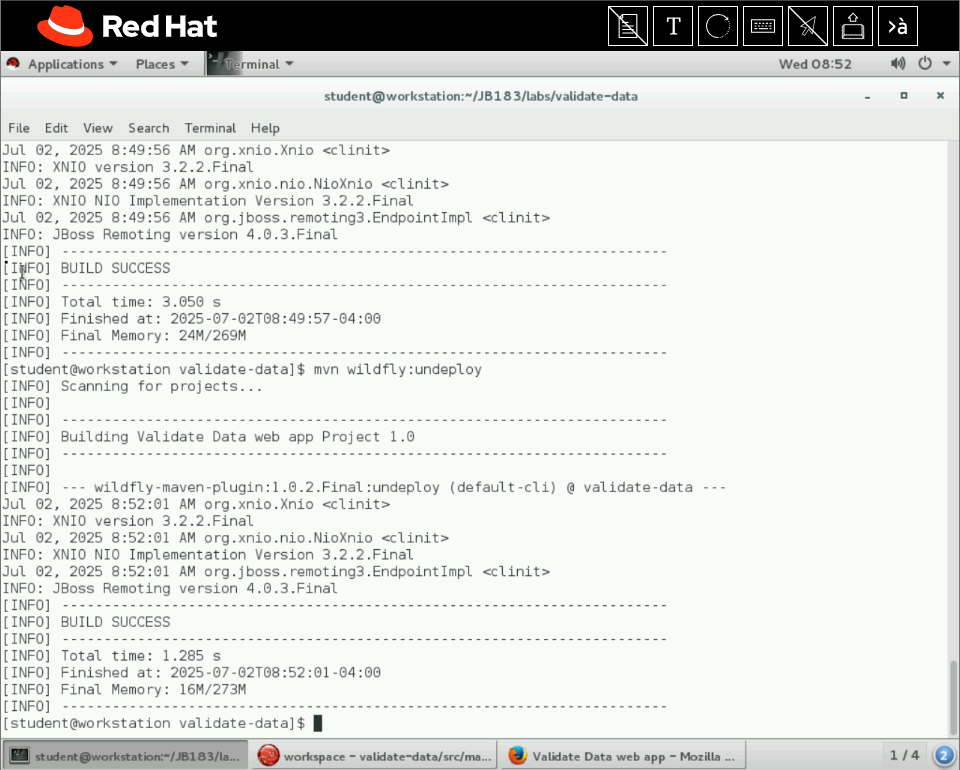 Red Hat
T
>à
Applications
Places
Terminal
Wed 08:52
student@workstation:~/JB183/labs/validate-data
File Edit View Search Terminal Help
Jul 02, 2025 8:49:56 AM org.xnio.Xnio <clinit>
INFO: XNIO version 3.2.2.Final
Jul 02, 2025 8:49:56 AM org.xnio.nio.NioXnio <clinit>
INFO: XNIO NIO Implementation Version 3.2.2.Final
Jul 02, 2025 8:49:56 AM org.jboss.remoting3.EndpointImpl <clinit>
INFO: JBoss Remoting version 4.0.3.Final
[INFO] ------------------------------------------------------------------------
[INFO] BUILD SUCCESS
[INFO] ------------------------------------------------------------------------
[INFO] Total time: 3.050 s
[INFO] Finished at: 2025-07-02T08:49:57-04:00
[INFO] Final Memory: 24M/269M
[INFO] ------------------------------------------------------------------------
[student@workstation validate-data]$ mvn wildfly:undeploy
[INFO] Scanning for projects...
[INFO]
[INFO] ------------------------------------------------------------------------
[INFO] Building Validate Data web app Project 1.0
[INFO] ------------------------------------------------------------------------
[INFO]
[INFO] --- wildfly-maven-plugin:1.0.2.Final:undeploy (default-cli) @ validate-data ---
Jul 02, 2025 8:52:01 AM org.xnio.Xnio <clinit>
INFO: XNIO version 3.2.2.Final
Jul 02, 2025 8:52:01 AM org.xnio.nio.NioXnio <clinit>
INFO: XNIO NIO Implementation Version 3.2.2.Final
Jul 02, 2025 8:52:01 AM org.jboss.remoting3.EndpointImpl <clinit>
INFO: JBoss Remoting version 4.0.3.Final
[INFO] ------------------------------------------------------------------------
[INFO] BUILD SUCCESS
[INFO] ------------------------------------------------------------------------
[INFO] Total time: 1.285 s
[INFO] Finished at: 2025-07-02T08:52:01-04:00
[INFO] Final Memory: 16M/273M
[INFO] ------------------------------------------------------------------------
[student@workstation validate-data]$
student@workstation:~/JB183/la...
workspace - validate-data/src/ma...
Validate Data web app - Mozilla ...
1 / 4
2